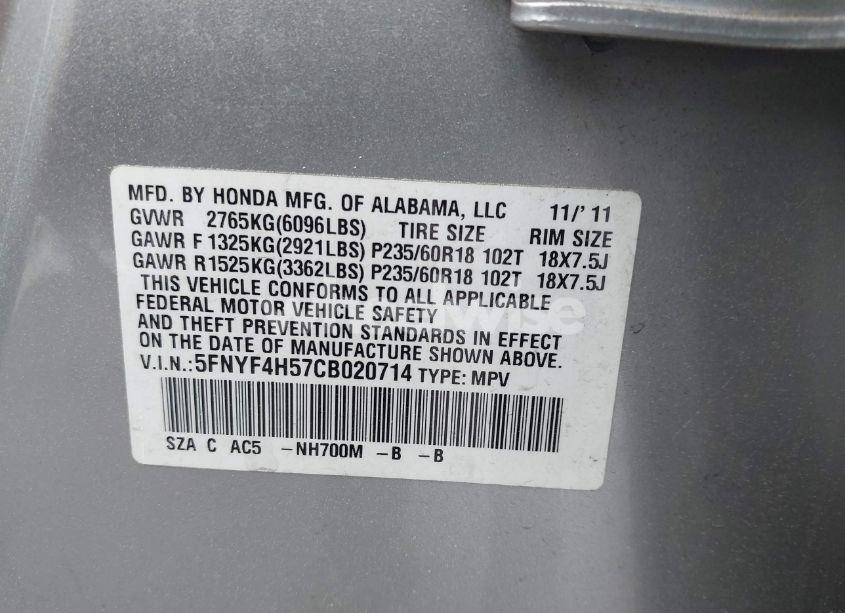 MFD. BY HONDA MFG. OF ALABAMA, LLC 11/' 11
GVWR 2765KG(6096LBS) TIRE SIZE RIM SIZE
GAWR F 1325KG(2921LBS) P235/60R18 102T 18X7.5J
GAWR R1525KG(3362LBS) P235/60R18 102T 18X7.5J
THIS VEHICLE CONFORMS TO ALL APPLICABLE
FEDERAL MOTOR VEHICLE SAFETY
AND THEFT PREVENTION STANDARDS IN EFFECT
ON THE DATE OF MANUFACTURE SHOWN ABOVE.
V.I.N.:5FNYF4H57CB020714 TYPE: MPV
SZA C AC5 -NH700M -B -B